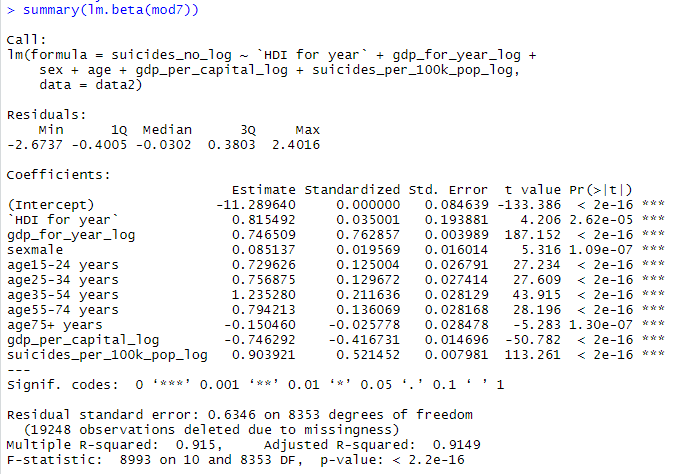 > summary(lm.beta(mod7))
Call:
lm(formula = suicides_no_log ~ `HDI for year` + gdp_for_year_log +
    sex + age + gdp_per_capital_log + suicides_per_100k_pop_log,
    data = data2)
Residuals:
    Min      1Q  Median      3Q     Max
-2.6737 -0.4005 -0.0302  0.3803  2.4016
Coefficients:
                            Estimate Standardized Std. Error  t value Pr(>|t|)
(Intercept)               -11.289640     0.000000   0.084639 -133.386  < 2e-16 ***
`HDI for year`              0.815492     0.035001   0.193881    4.206 2.62e-05 ***
gdp_for_year_log            0.746509     0.762857   0.003989  187.152  < 2e-16 ***
sexmale                     0.085137     0.019569   0.016014    5.316 1.09e-07 ***
age15-24 years              0.729626     0.125004   0.026791   27.234  < 2e-16 ***
age25-34 years              0.756875     0.129672   0.027414   27.609  < 2e-16 ***
age35-54 years              1.235280     0.211636   0.028129   43.915  < 2e-16 ***
age55-74 years              0.794213     0.136069   0.028168   28.196  < 2e-16 ***
age75+ years               -0.150460    -0.025778   0.028478   -5.283 1.30e-07 ***
gdp_per_capital_log        -0.746292    -0.416731   0.014696  -50.782  < 2e-16 ***
suicides_per_100k_pop_log   0.903921     0.521452   0.007981  113.261  < 2e-16 ***
---
Signif. codes:  0 ‘***’ 0.001 ‘**’ 0.01 ‘*’ 0.05 ‘.’ 0.1 ‘ ’ 1
Residual standard error: 0.6346 on 8353 degrees of freedom
  (19248 observations deleted due to missingness)
Multiple R-squared:  0.915,	Adjusted R-squared:  0.9149
F-statistic:  8993 on 10 and 8353 DF,  p-value: < 2.2e-16